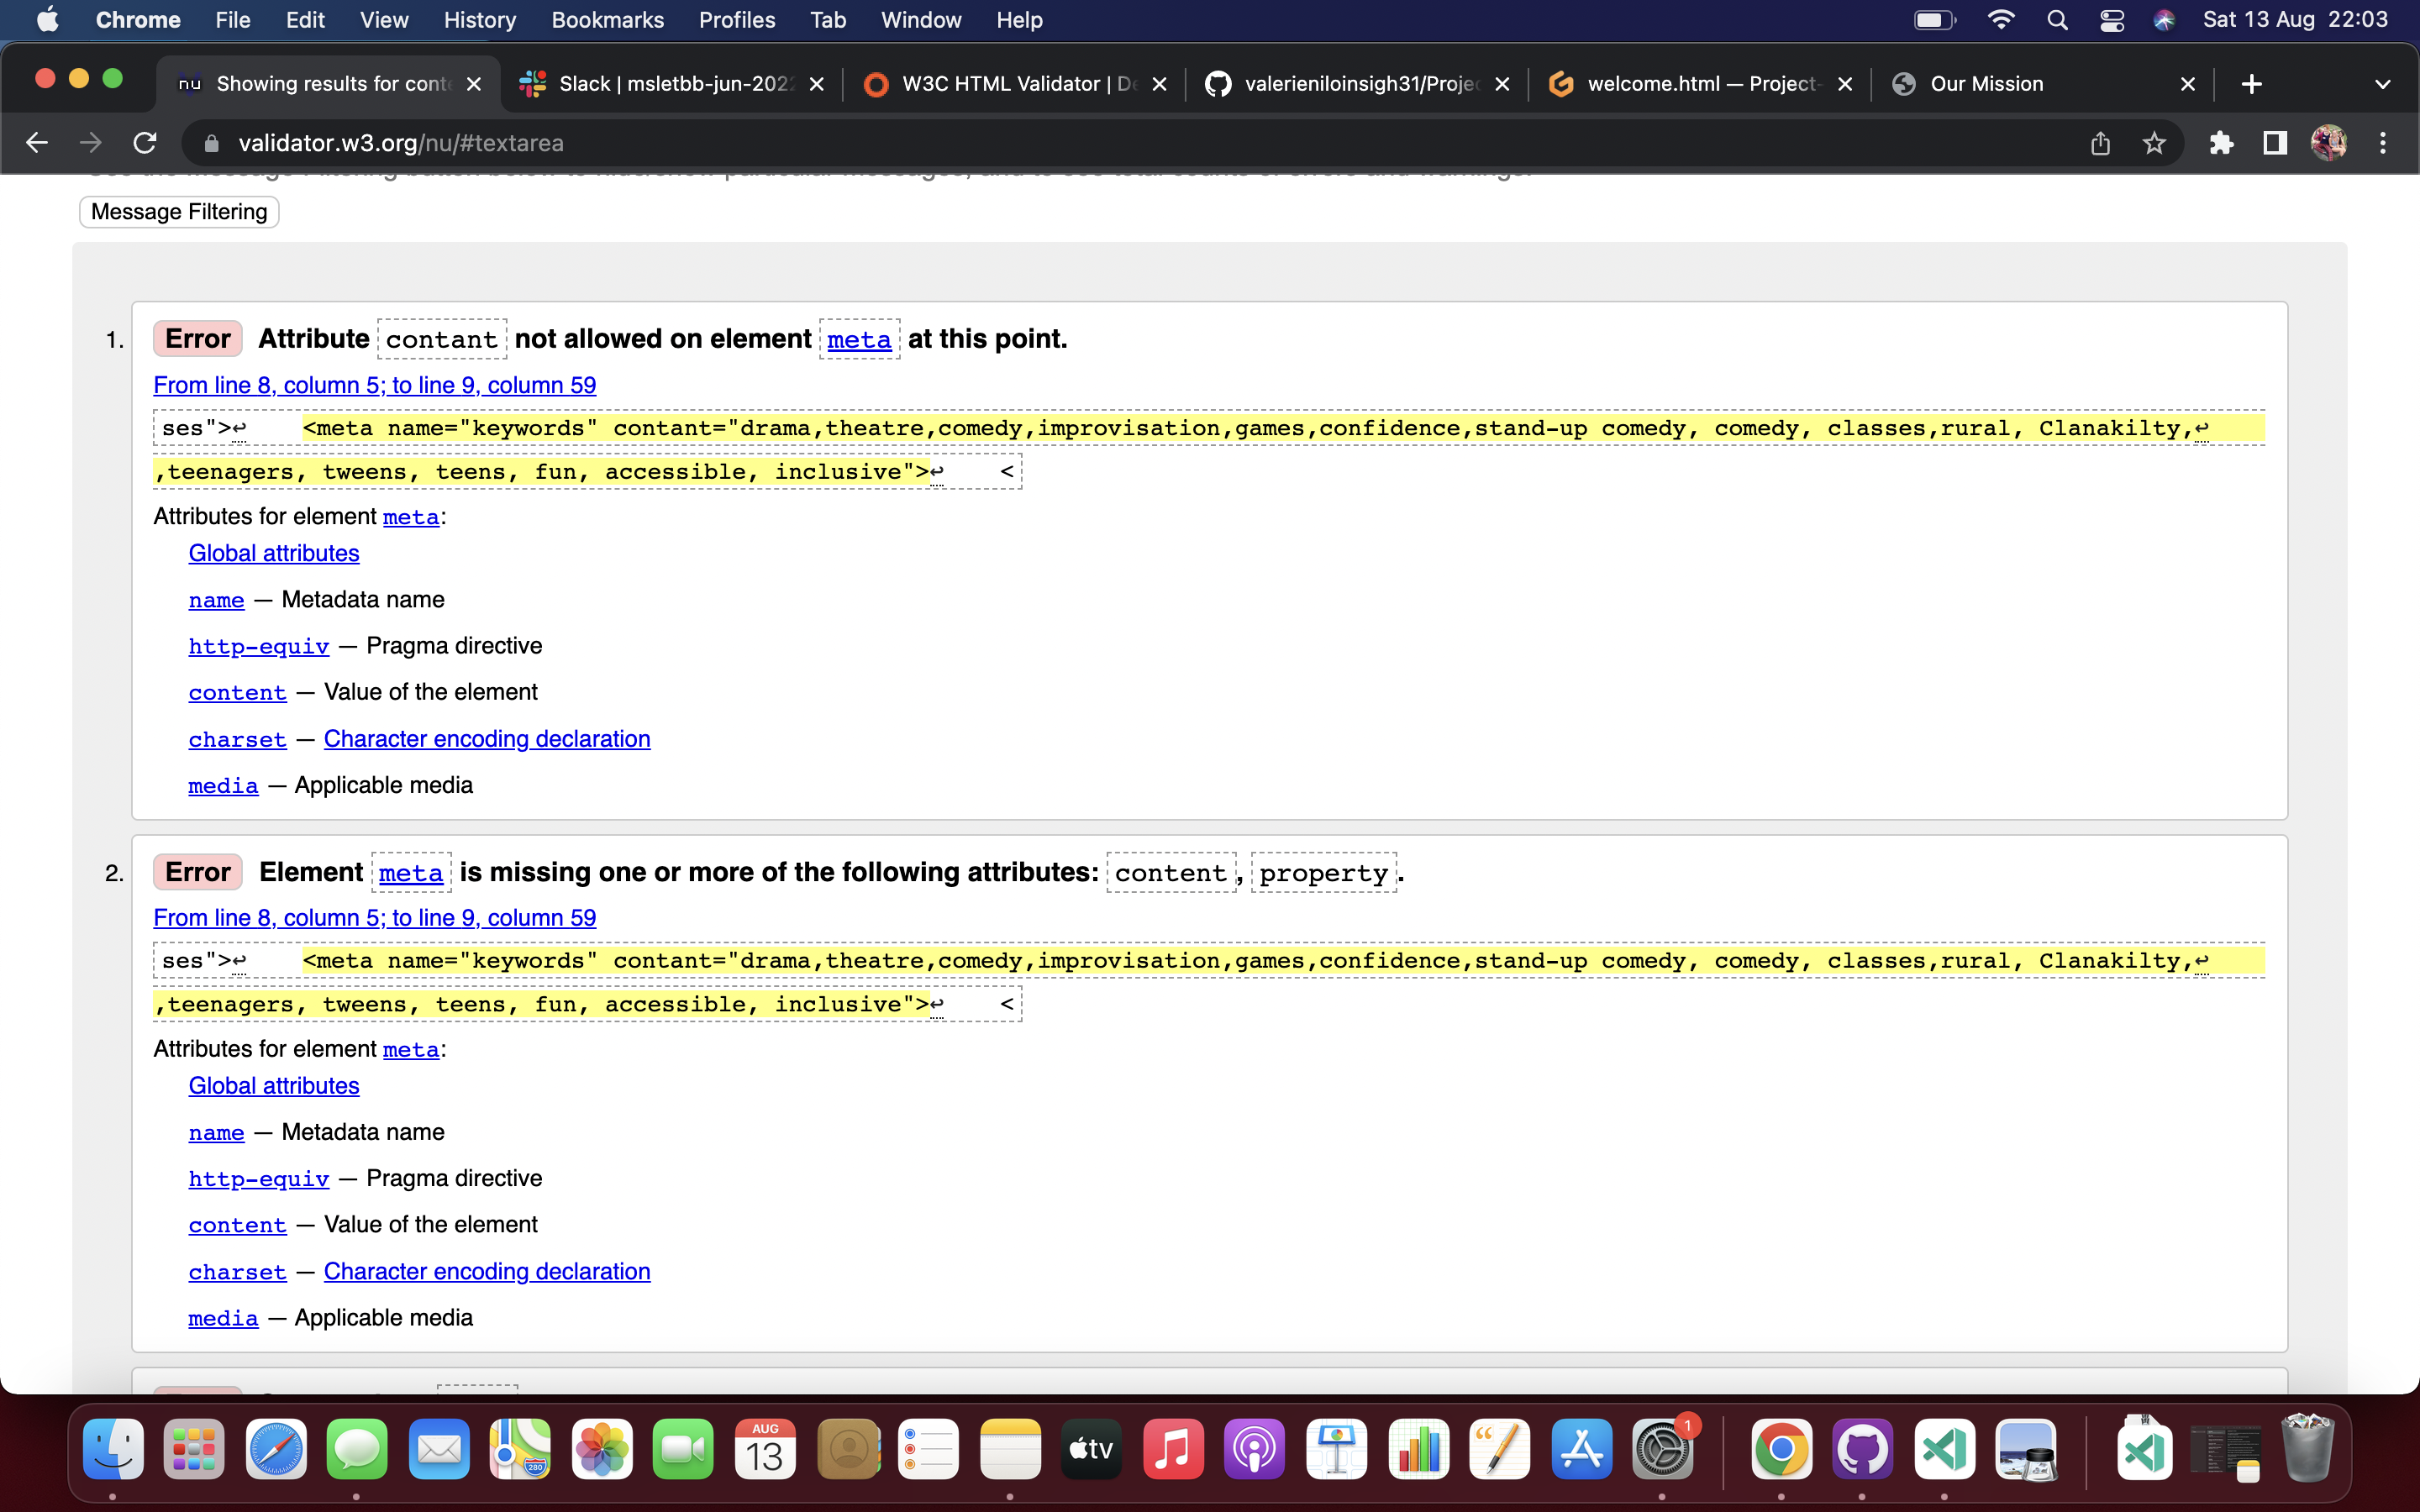 Chrome File Edit View History Bookmarks Profiles Tab Window Help Sat 13 Aug 22:03
nu Showing results for conte Slack | msletbb-jun-2022 W3C HTML Validator | De valerieniloinsigh31/Projec welcome.html — Project- Our Mission
validator.w3.org/nu/#textarea
Message Filtering
1. Error Attribute contant not allowed on element meta at this point.
From line 8, column 5; to line 9, column 59
ses">↩ <meta name="keywords" contant="drama,theatre,comedy,improvisation,games,confidence,stand-up comedy, comedy, classes,rural, Clanakilty,↩
,teenagers, tweens, teens, fun, accessible, inclusive">↩ <
Attributes for element meta:
Global attributes
name — Metadata name
http-equiv — Pragma directive
content — Value of the element
charset — Character encoding declaration
media — Applicable media
2. Error Element meta is missing one or more of the following attributes: content, property.
From line 8, column 5; to line 9, column 59
ses">↩ <meta name="keywords" contant="drama,theatre,comedy,improvisation,games,confidence,stand-up comedy, comedy, classes,rural, Clanakilty,↩
,teenagers, tweens, teens, fun, accessible, inclusive">↩ <
Attributes for element meta:
Global attributes
name — Metadata name
http-equiv — Pragma directive
content — Value of the element
charset — Character encoding declaration
media — Applicable media
280
AUG
13
tv
1